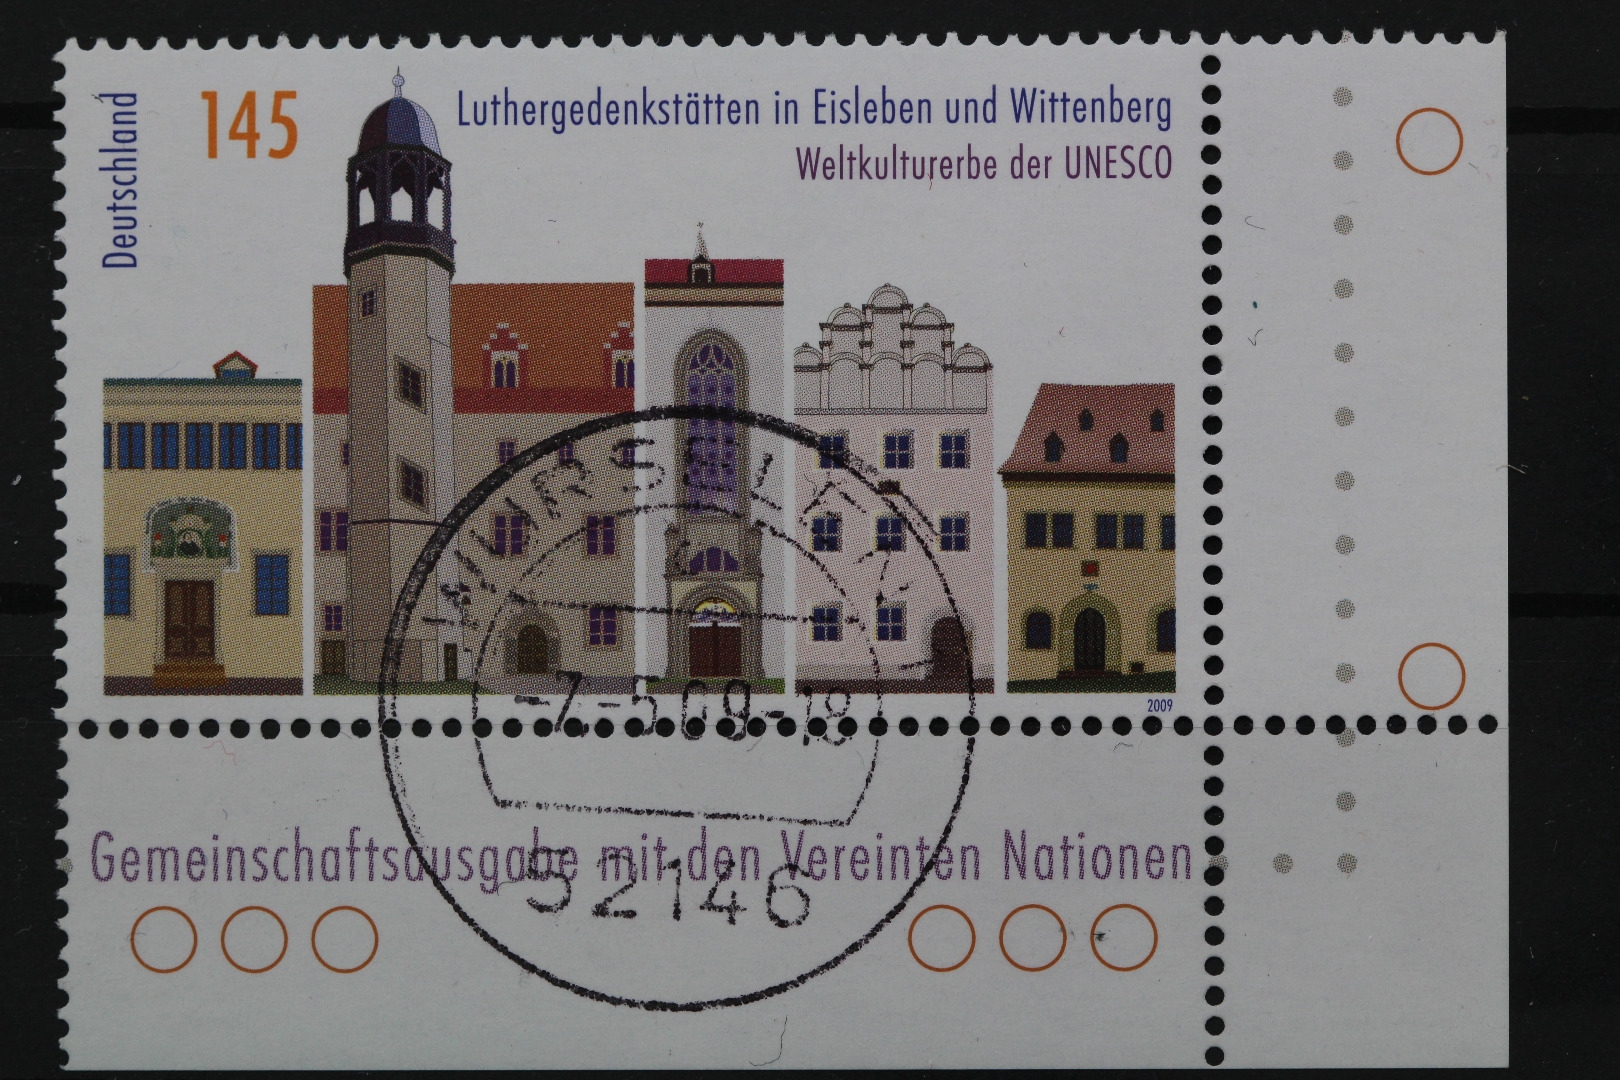 Deutschland
145
Luthergedenkstätten in Eisleben und Wittenberg
Weltkulturerbe der UNESCO
2009
WÜRSELEN
-7.-5.09-18
Gemeinschaftsausgabe mit den Vereinten Nationen
52146